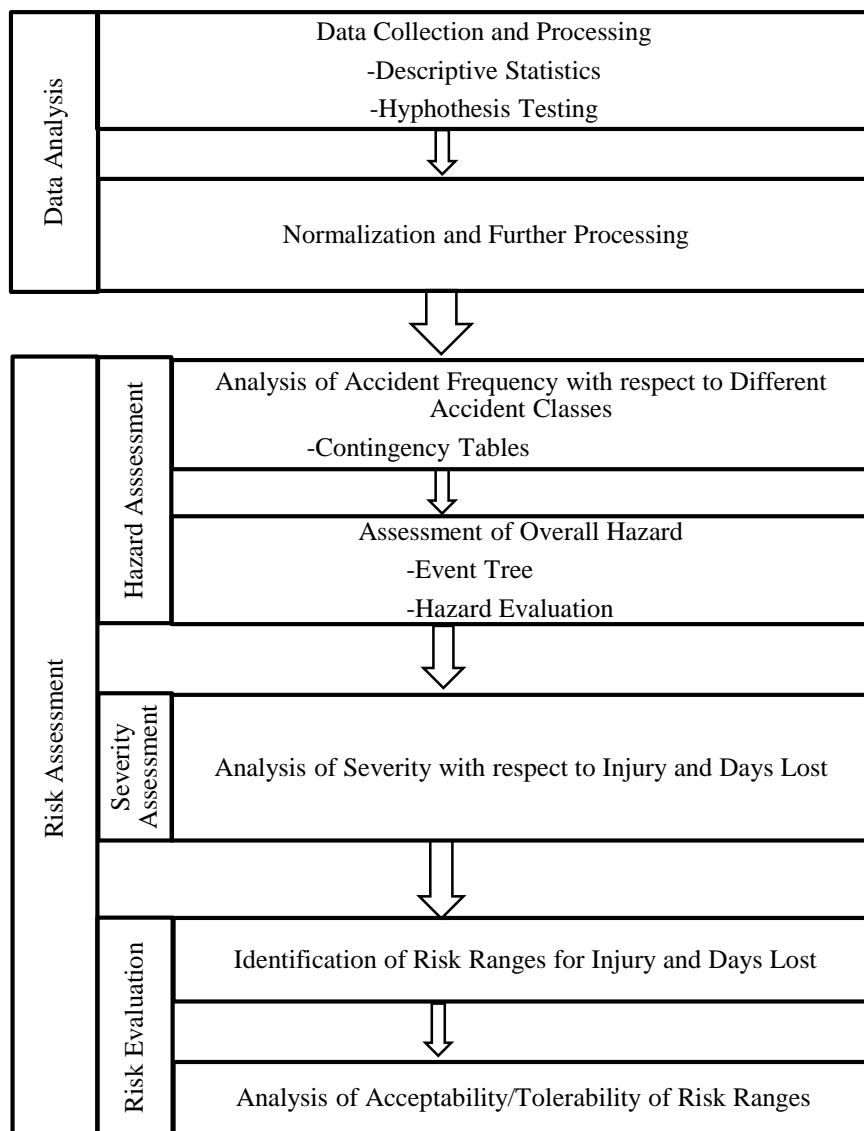 Data Analysis
Data Collection and Processing
-Descriptive Statistics
-Hyphothesis Testing
Normalization and Further Processing
Risk Assessment
Hazard Asssessment
Analysis of Accident Frequency with respect to Different
Accident Classes
-Contingency Tables
Assessment of Overall Hazard
-Event Tree
-Hazard Evaluation
Severity
Assessment
Analysis of Severity with respect to Injury and Days Lost
Risk Evaluation
Identification of Risk Ranges for Injury and Days Lost
Analysis of Acceptability/Tolerability of Risk Ranges